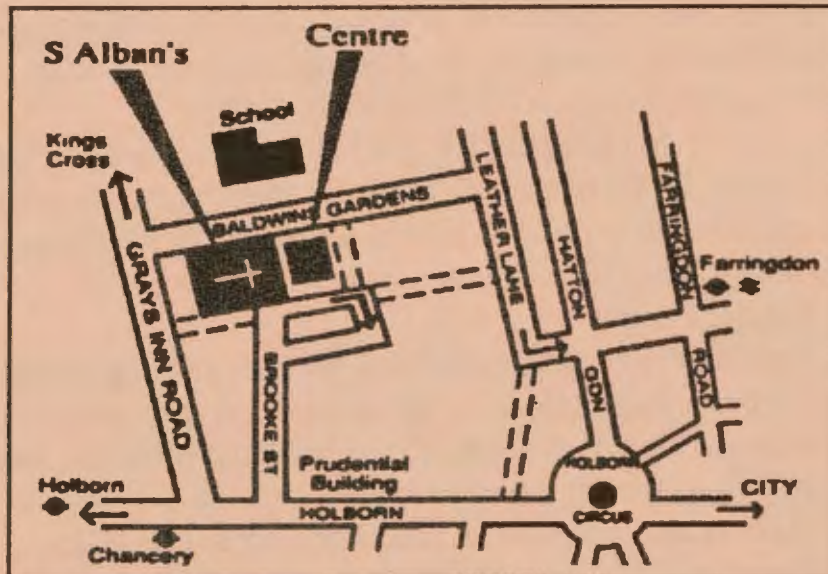 S Alban's
Centre
School
Kings
Cross
BALDWINS GARDENS
LEATHER LANE
HATTON
GDN
FARRINGDON
ROAD
Farringdon
GRAYS INN ROAD
BROOKE ST
Prudential
Building
HOLBORN
CIRCUS
Holborn
HOLBORN
CITY
Chancery